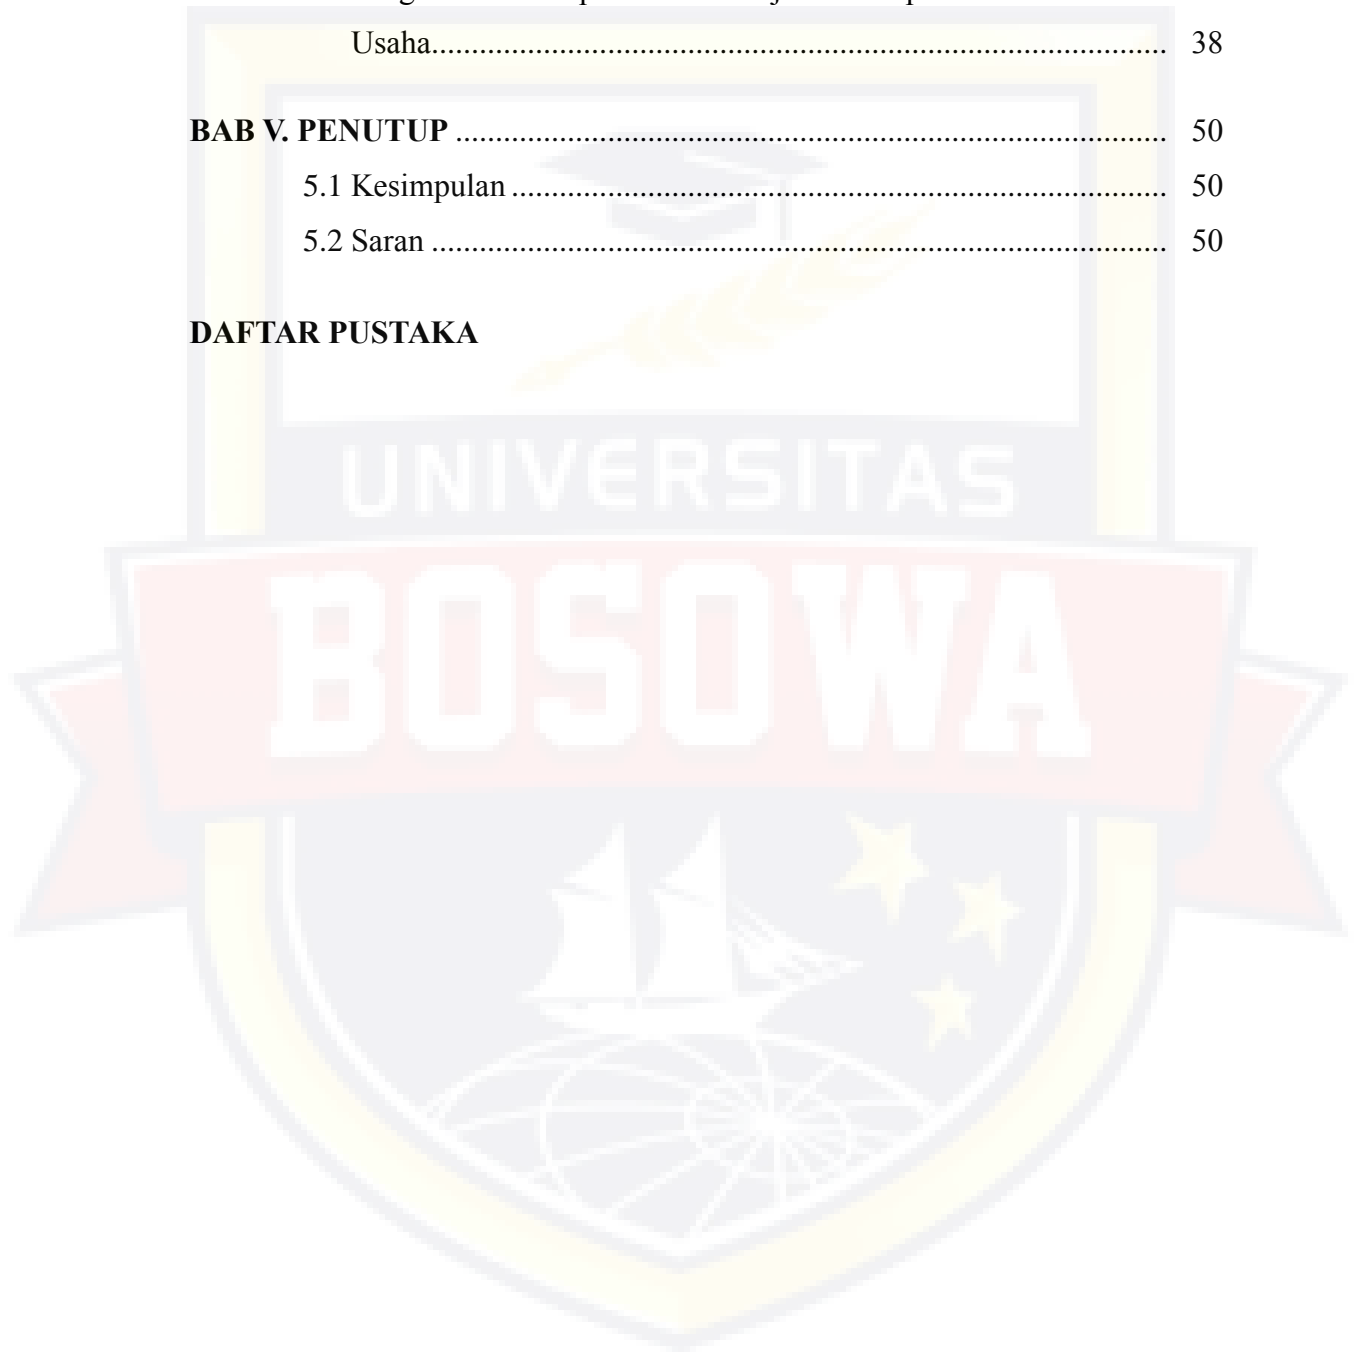 Usaha.............................................................................................. 38
BAB V. PENUTUP ........................................................................................... 50
5.1 Kesimpulan .................................................................................... 50
5.2 Saran .............................................................................................. 50
DAFTAR PUSTAKA
UNIVERSITAS
BOSOWA